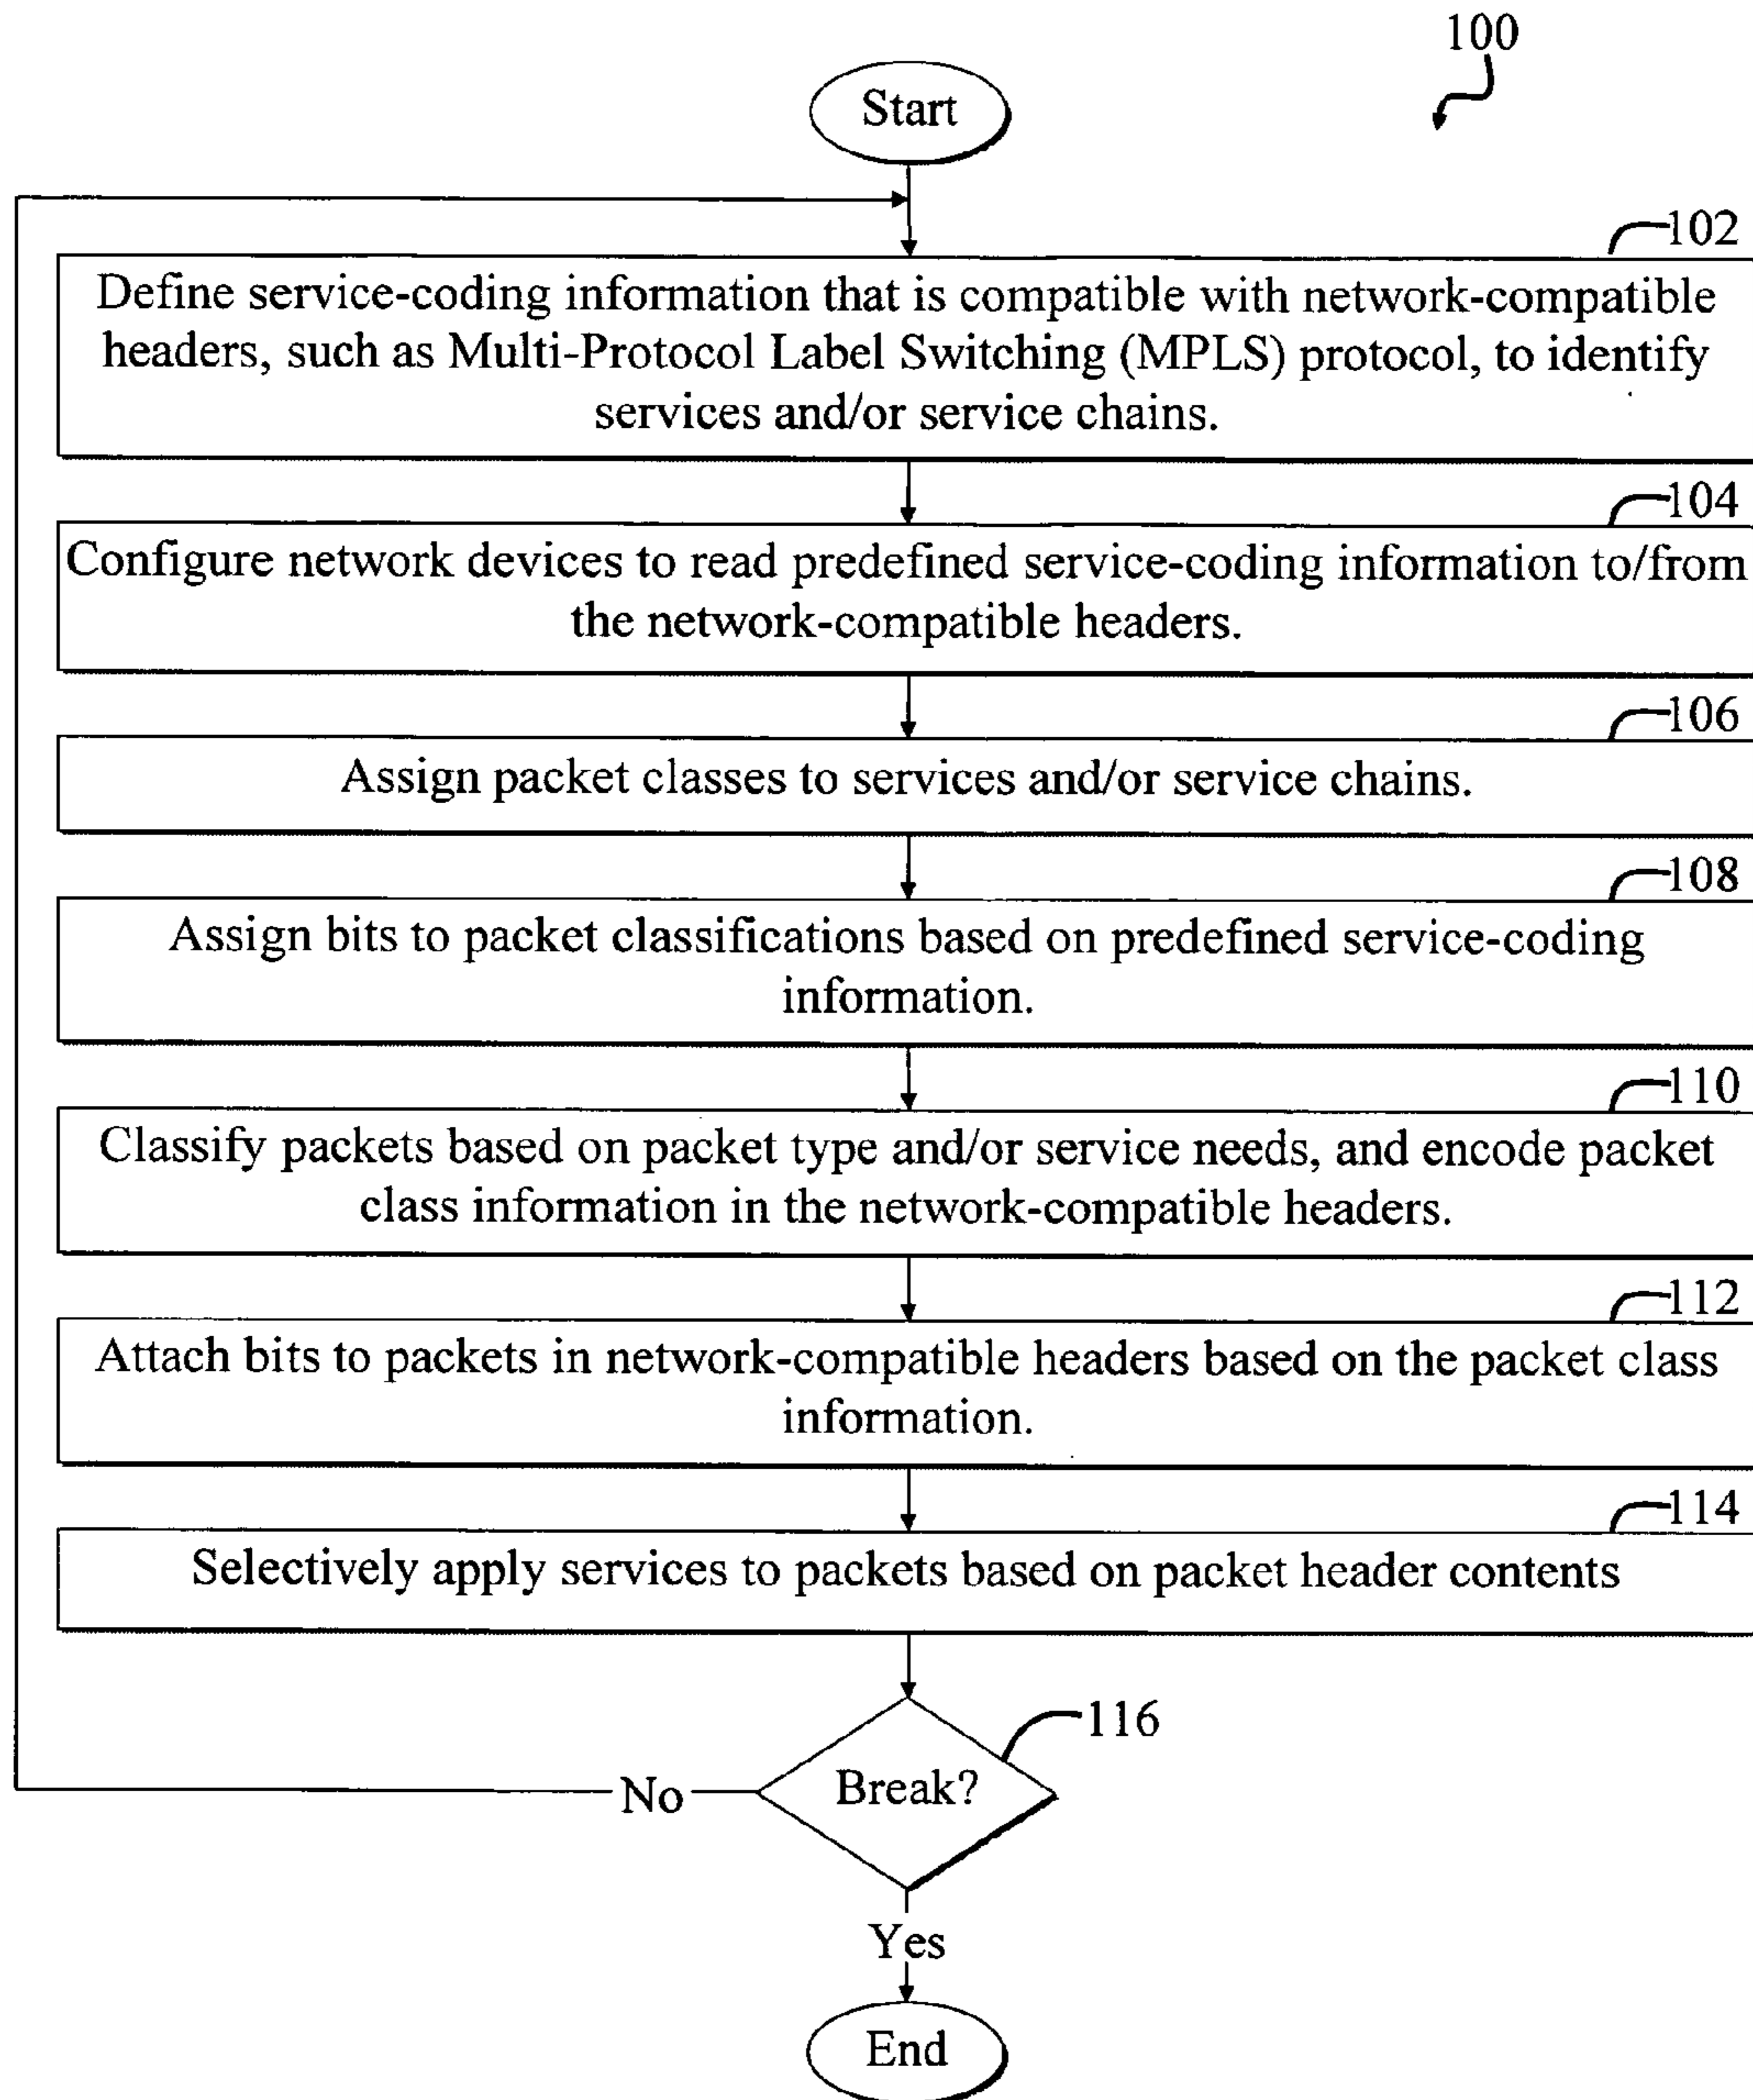 100
Start
102
Define service-coding information that is compatible with network-compatible
headers, such as Multi-Protocol Label Switching (MPLS) protocol, to identify
services and/or service chains.
104
Configure network devices to read predefined service-coding information to/from
the network-compatible headers.
106
Assign packet classes to services and/or service chains.
108
Assign bits to packet classifications based on predefined service-coding
information.
110
Classify packets based on packet type and/or service needs, and encode packet
class information in the network-compatible headers.
112
Attach bits to packets in network-compatible headers based on the packet class
information.
114
Selectively apply services to packets based on packet header contents
116
Break?
No
Yes
End